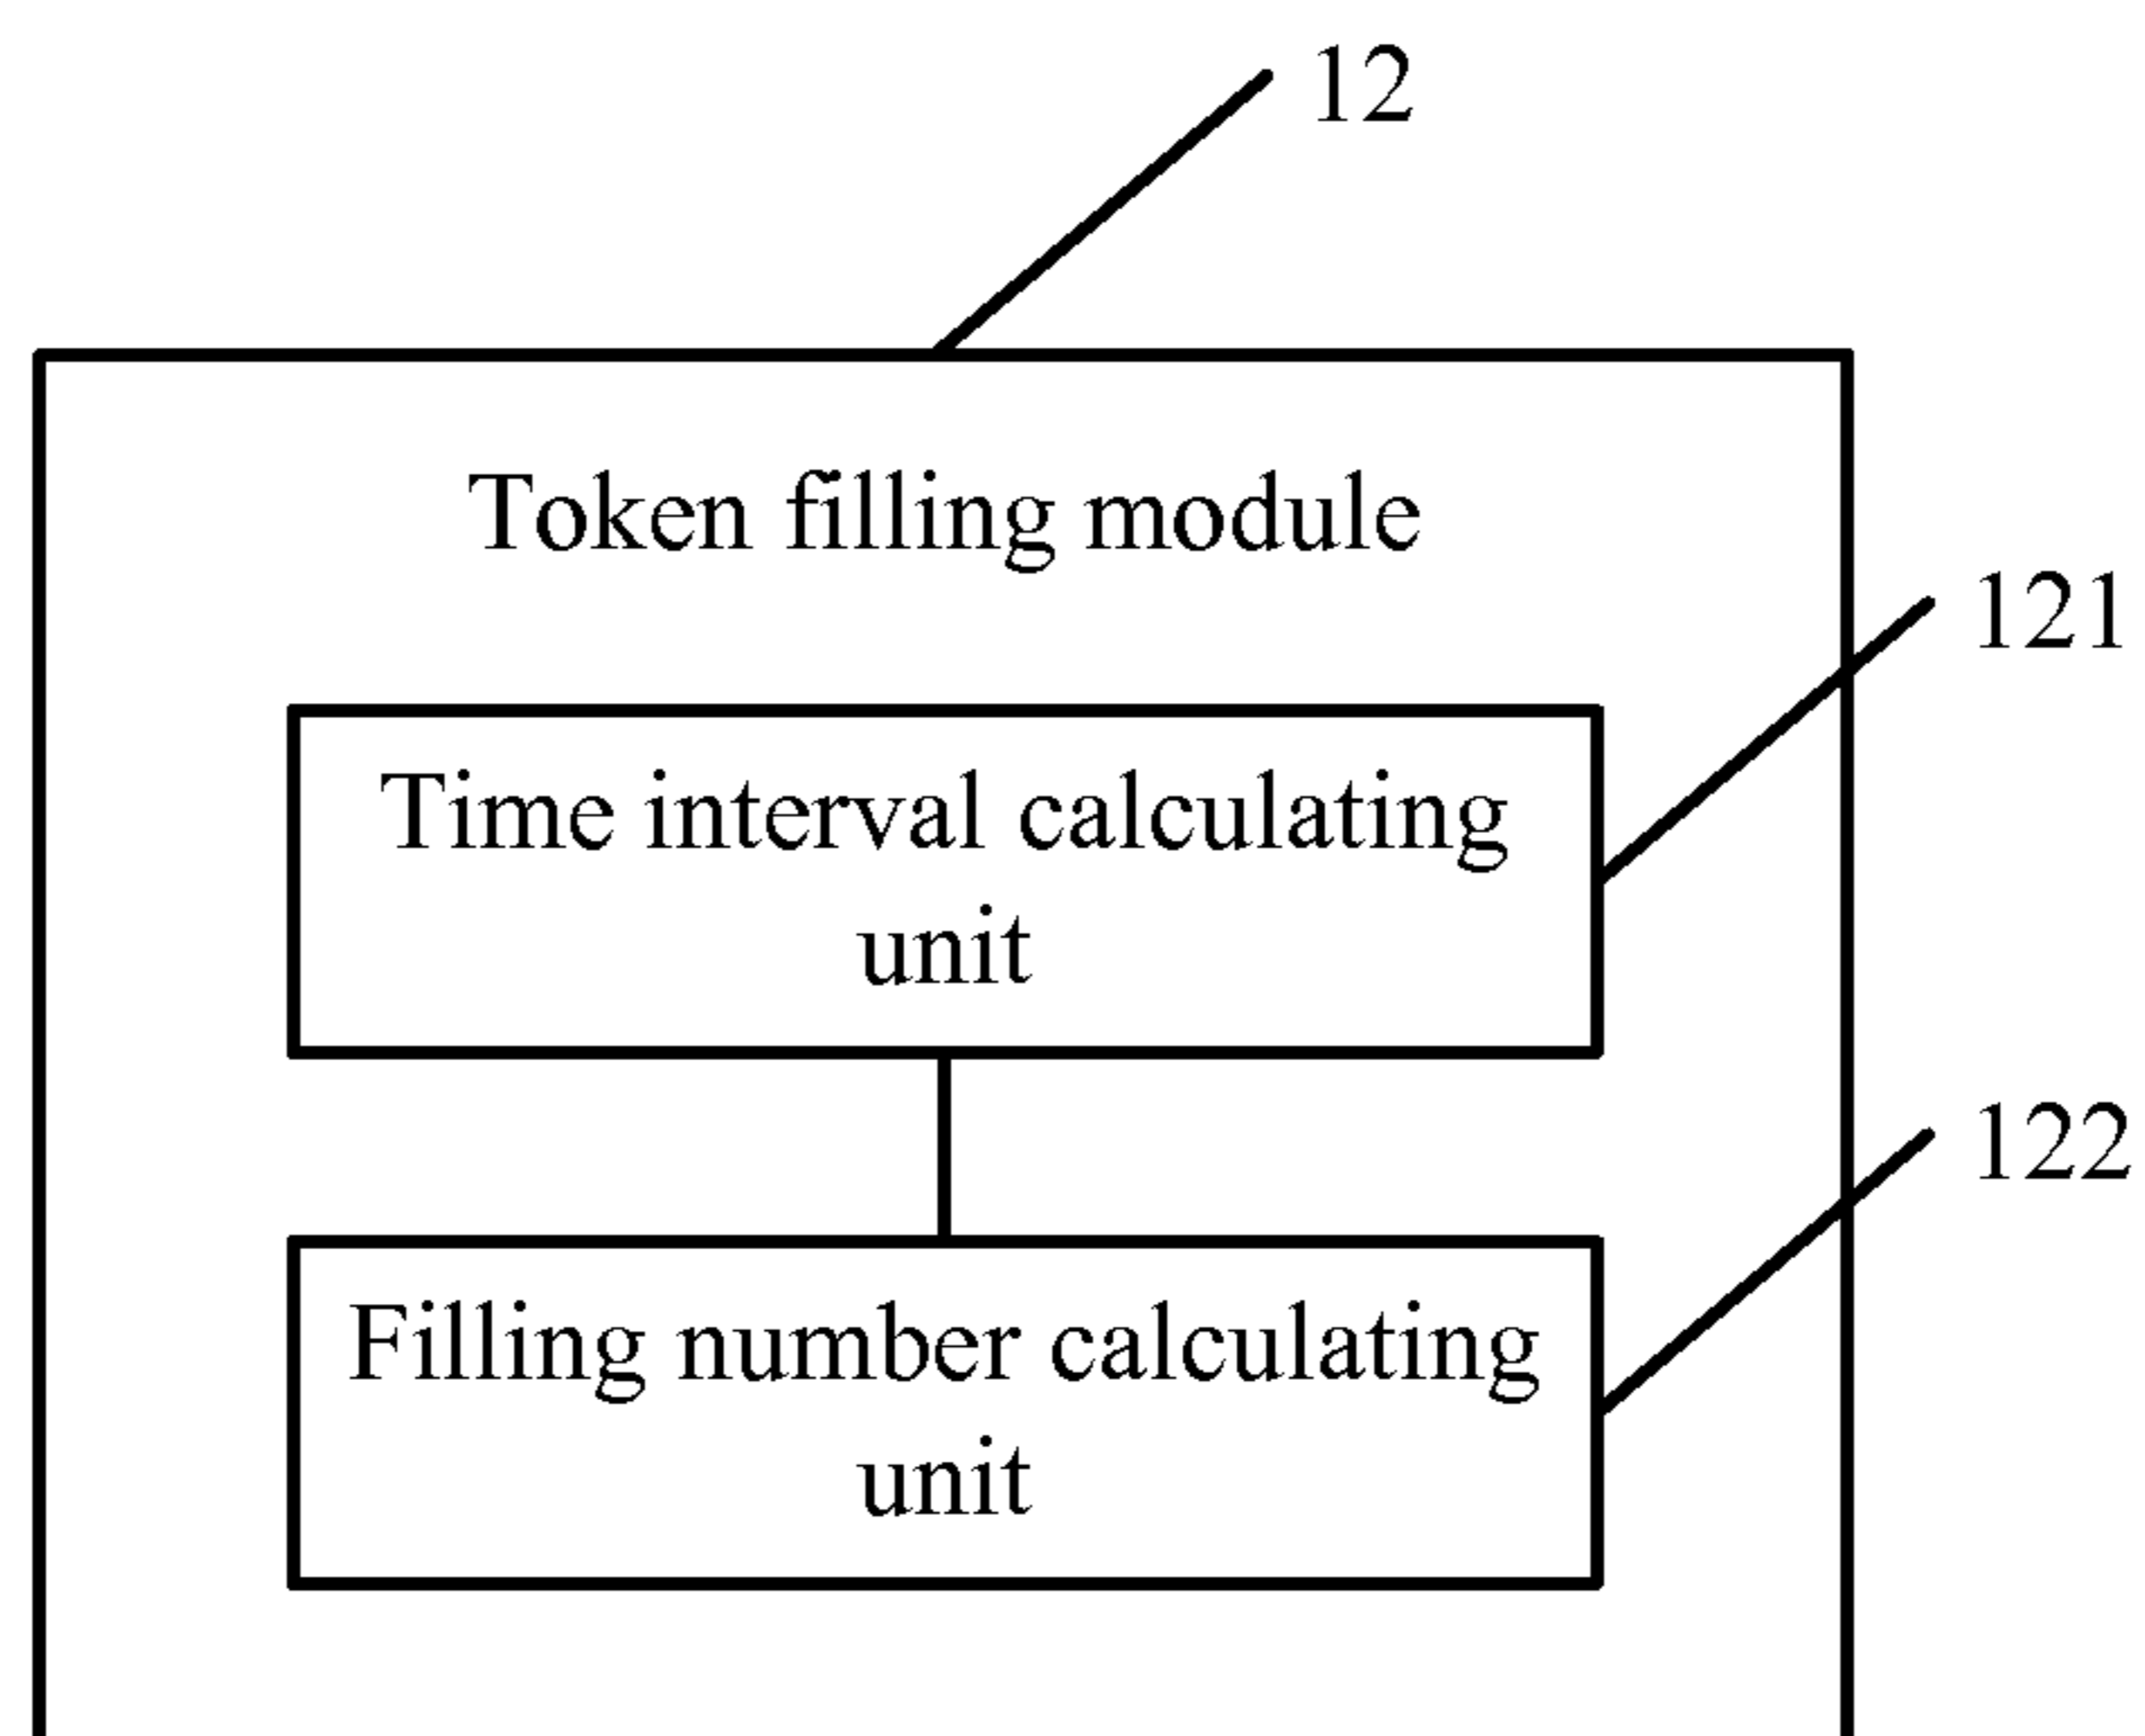 12
Token filling module
121
Time interval calculating
unit
122
Filling number calculating
unit